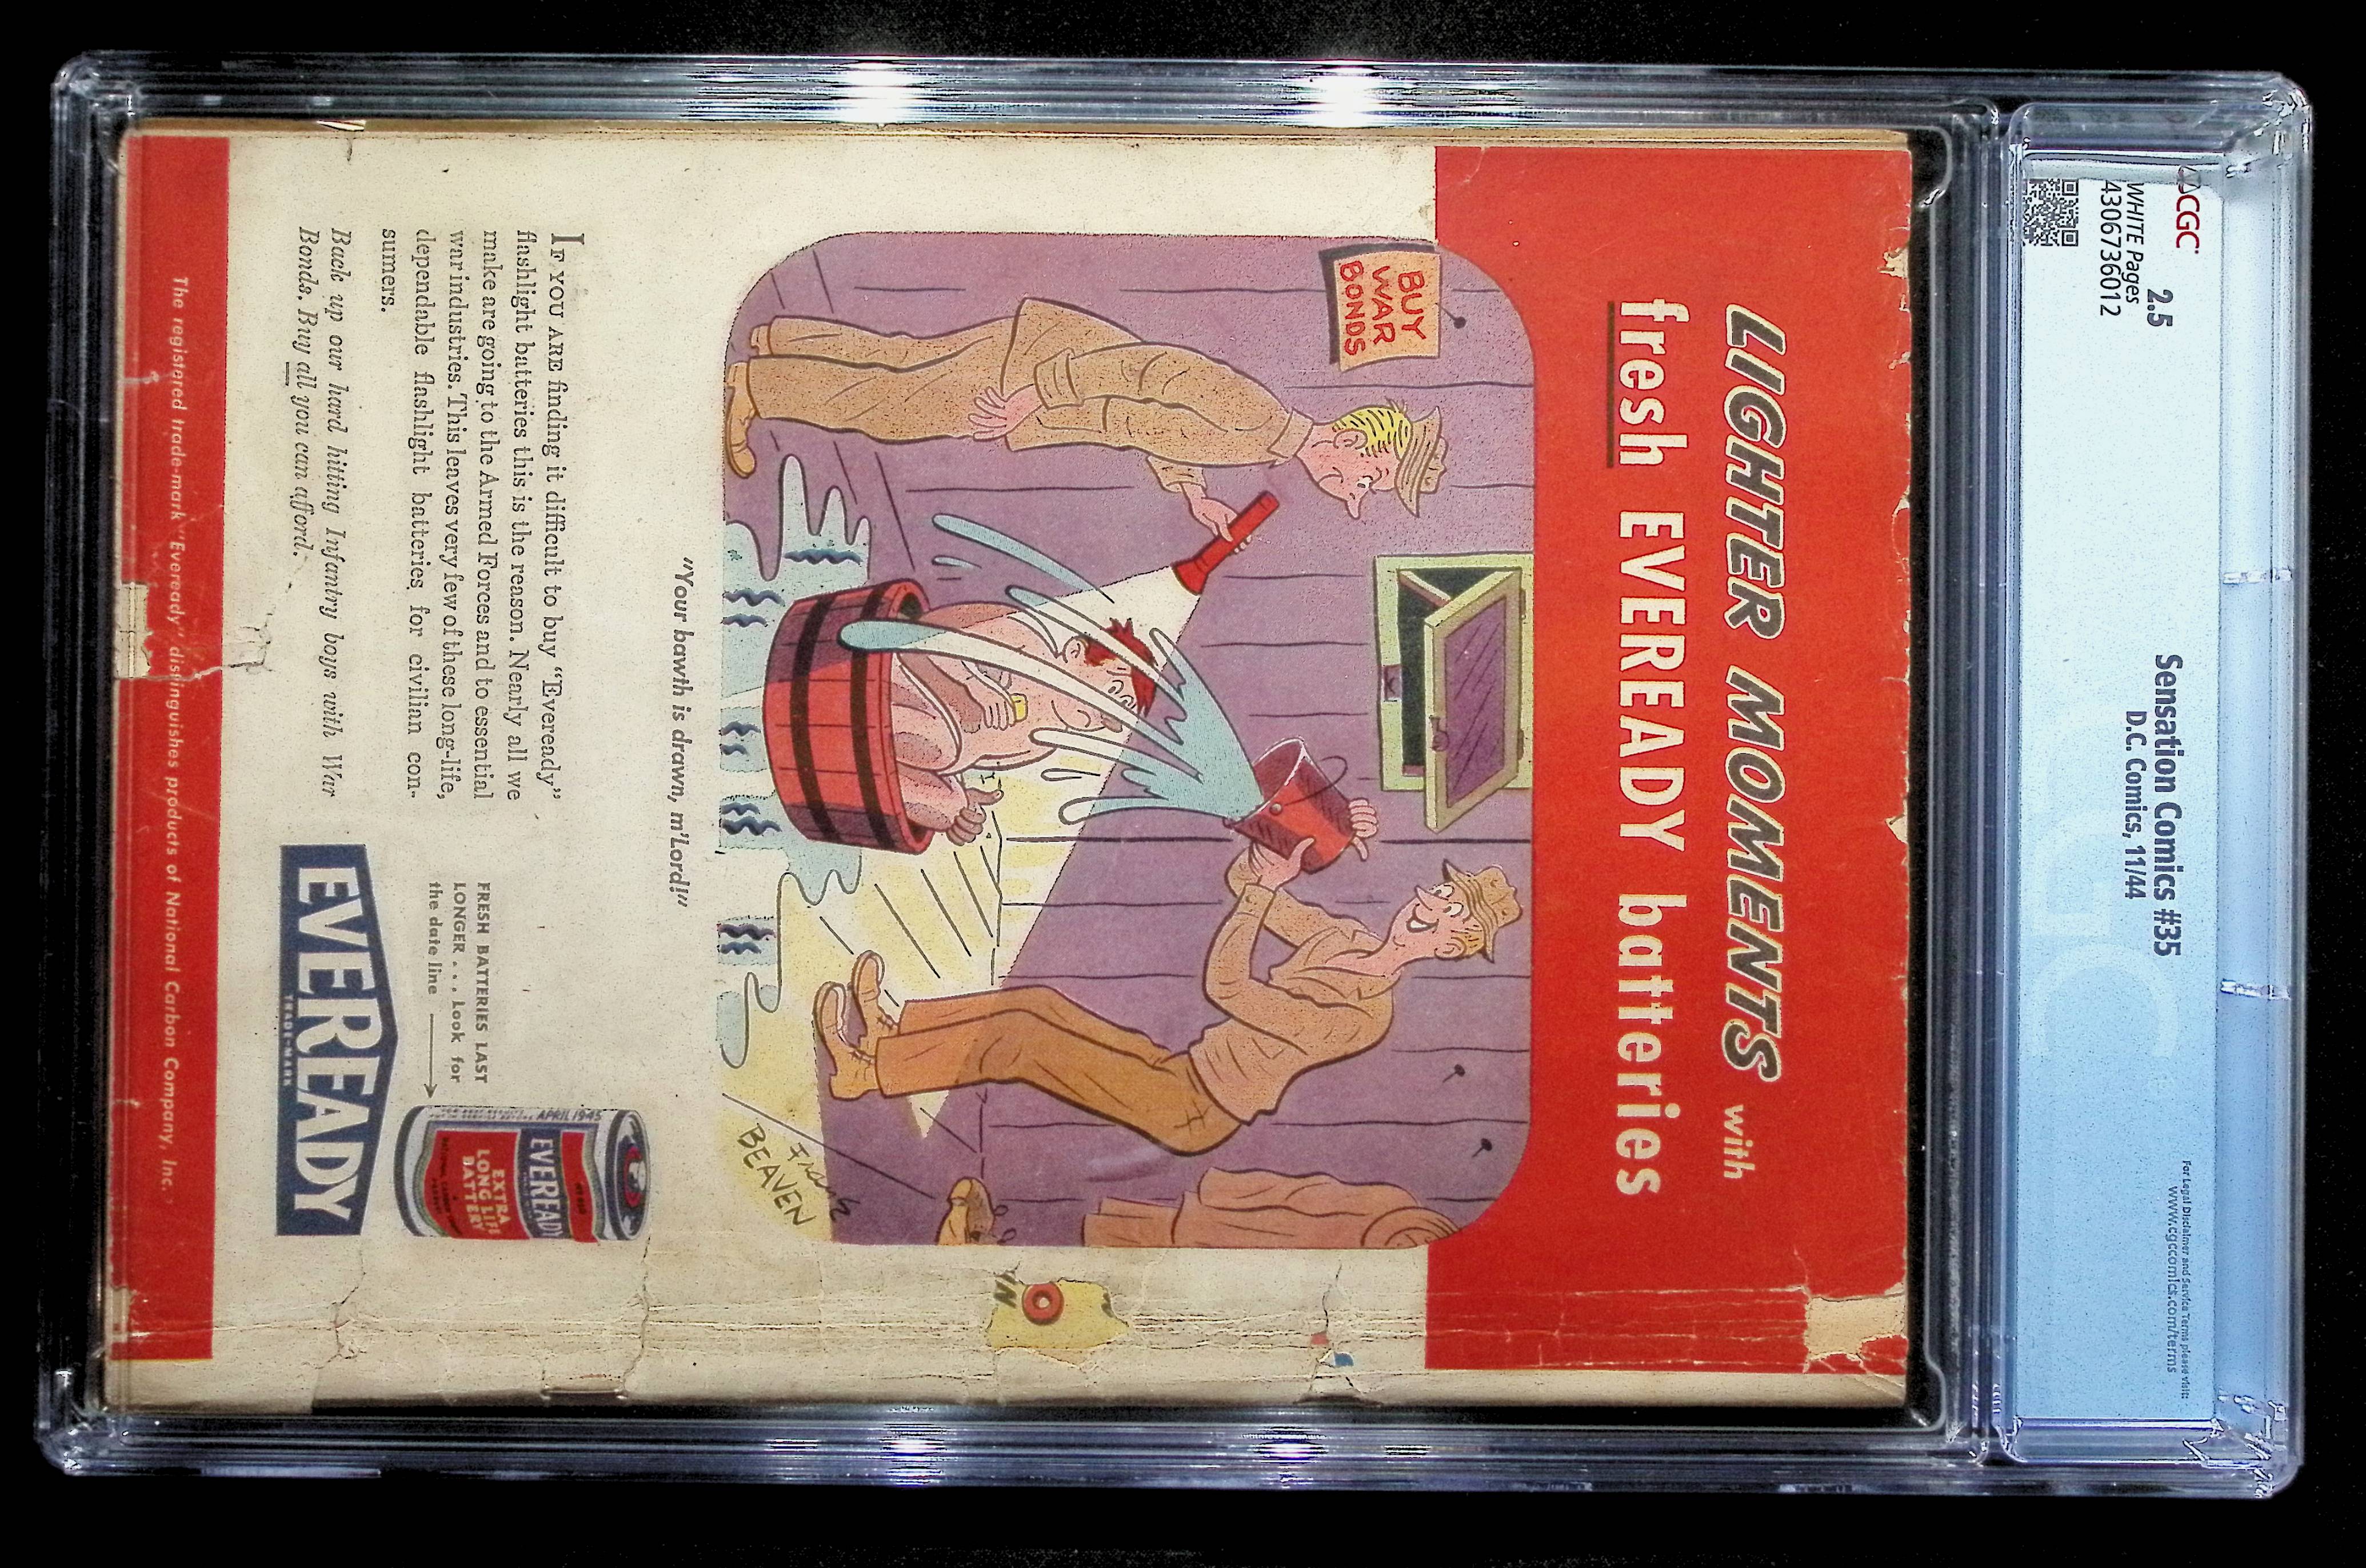 CGC
2.5
WHITE Pages
4306736012
Sensation Comics #35
D.C. Comics, 11/44
For Legal Disclaimer and Service Terms please visit:
www.cgccomics.com/terms
LIGHTER MOMENTS with
fresh EVEREADY batteries
BUY
WAR
BONDS
Frank
BEAVEN
"Your bawth is drawn, m'Lord!"
IF YOU ARE finding it difficult to buy "Eveready"
flashlight batteries this is the reason. Nearly all we
make are going to the Armed Forces and to essential
war industries. This leaves very few of these long-life,
dependable flashlight batteries for civilian con-
sumers.
Back up our hard hitting Infantry boys with War
Bonds. Buy all you can afford.
FRESH BATTERIES LAST
LONGER . . . Look for
the date line
APRIL 1945
EVEREADY
EXTRA
LONG LIFE
BATTERY
EVEREADY
TRADE-MARK
The registered trade-mark "Eveready" distinguishes products of National Carbon Company, Inc.